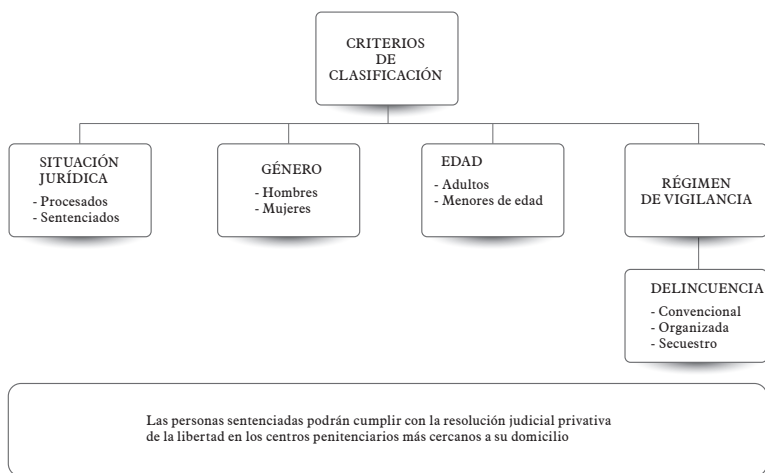 CRITERIOS
DE
CLASIFICACIÓN
SITUACIÓN
JURÍDICA
- Procesados
- Sentenciados
GÉNERO
- Hombres
- Mujeres
EDAD
- Adultos
- Menores de edad
RÉGIMEN
DE VIGILANCIA
DELINCUENCIA
- Convencional
- Organizada
- Secuestro
Las personas sentenciadas podrán cumplir con la resolución judicial privativa
de la libertad en los centros penitenciarios más cercanos a su domicilio